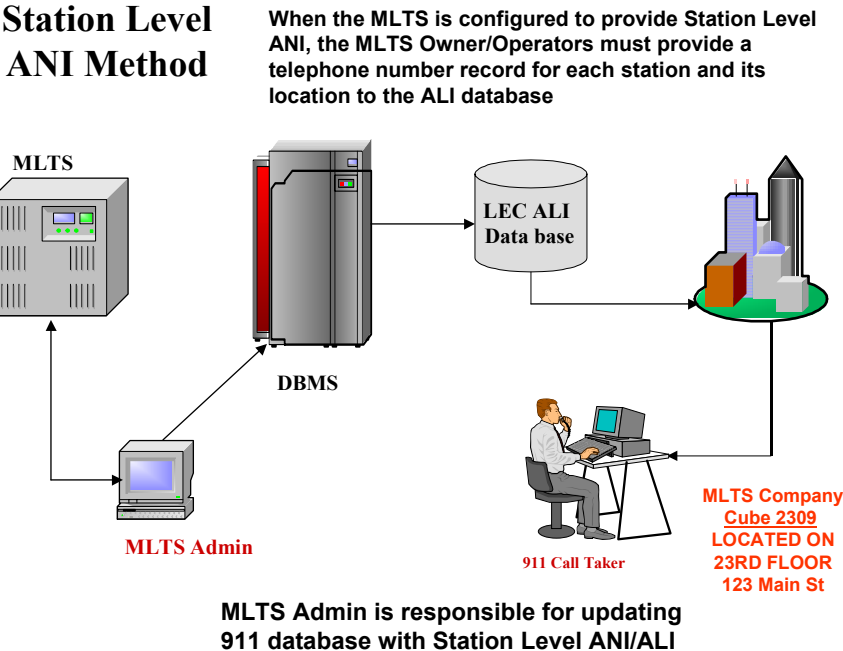 Station Level
ANI Method
When the MLTS is configured to provide Station Level
ANI, the MLTS Owner/Operators must provide a
telephone number record for each station and its
location to the ALI database
MLTS
LEC ALI
Data base
DBMS
MLTS Admin
911 Call Taker
MLTS Company
Cube 2309
LOCATED ON
23RD FLOOR
123 Main St
MLTS Admin is responsible for updating
911 database with Station Level ANI/ALI